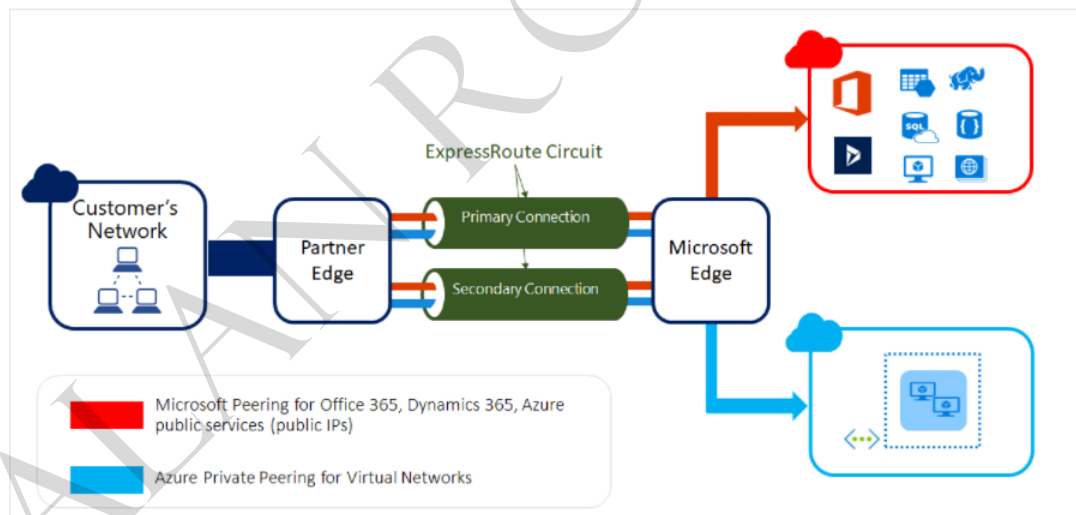 ExpressRoute Circuit
Customer's
Network
Partner
Edge
Primary Connection
Secondary Connection
Microsoft
Edge
SQL
Microsoft Peering for Office 365, Dynamics 365, Azure
public services (public IPs)
Azure Private Peering for Virtual Networks